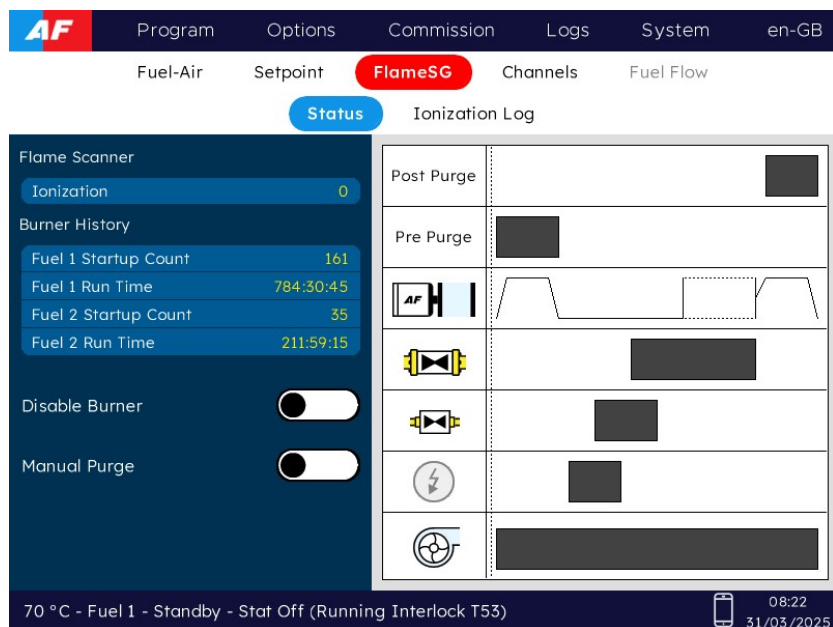 AF Program Options Commission Logs System en-GB
Fuel-Air Setpoint FlameSG Channels Fuel Flow
Status Ionization Log
Flame Scanner
Ionization 0
Burner History
Fuel 1 Startup Count 161
Fuel 1 Run Time 784:30:45
Fuel 2 Startup Count 35
Fuel 2 Run Time 211:59:15
Disable Burner
Manual Purge
Post Purge
Pre Purge
AF
70 °C - Fuel 1 - Standby - Stat Off (Running Interlock T53)
08:22
31/03/2025